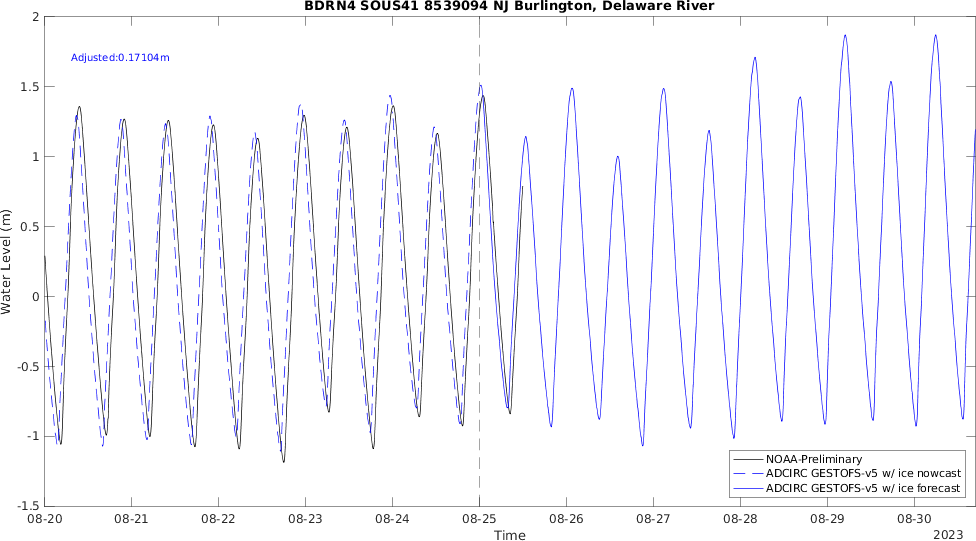 BDRN4 SOUS41 8539094 NJ Burlington, Delaware River
2
Adjusted:0.17104m
1.5
1
0.5
0
-0.5
-1
-1.5
Water Level (m)
NOAA-Preliminary
ADCIRC GESTOFS-v5 w/ ice nowcast
ADCIRC GESTOFS-v5 w/ ice forecast
08-20 08-21 08-22 08-23 08-24 08-25 08-26 08-27 08-28 08-29 08-30
Time
2023